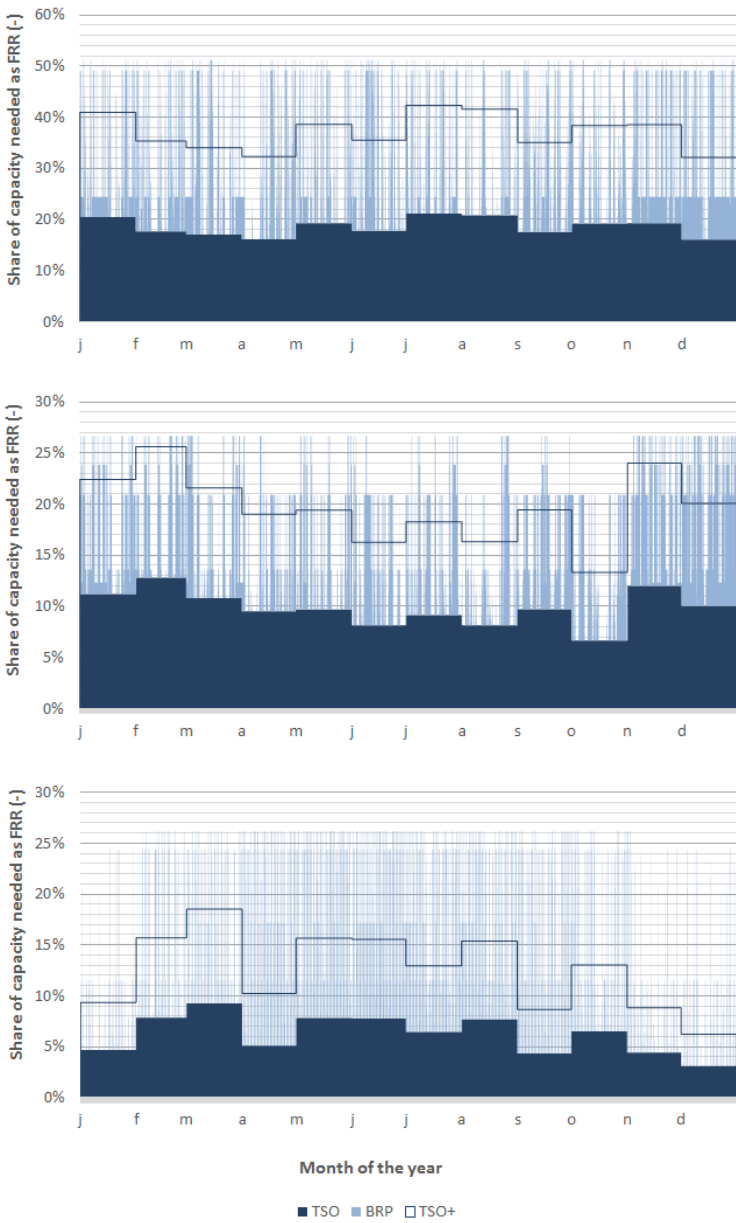 Share of capacity needed as FRR (-)
60%
50%
40%
30%
20%
10%
0%
j f m a m j j a s o n d
Share of capacity needed as FRR (-)
30%
25%
20%
15%
10%
5%
0%
j f m a m j j a s o n d
Share of capacity needed as FRR (-)
30%
25%
20%
15%
10%
5%
0%
j f m a m j j a s o n d
Month of the year
TSO BRP TSO+